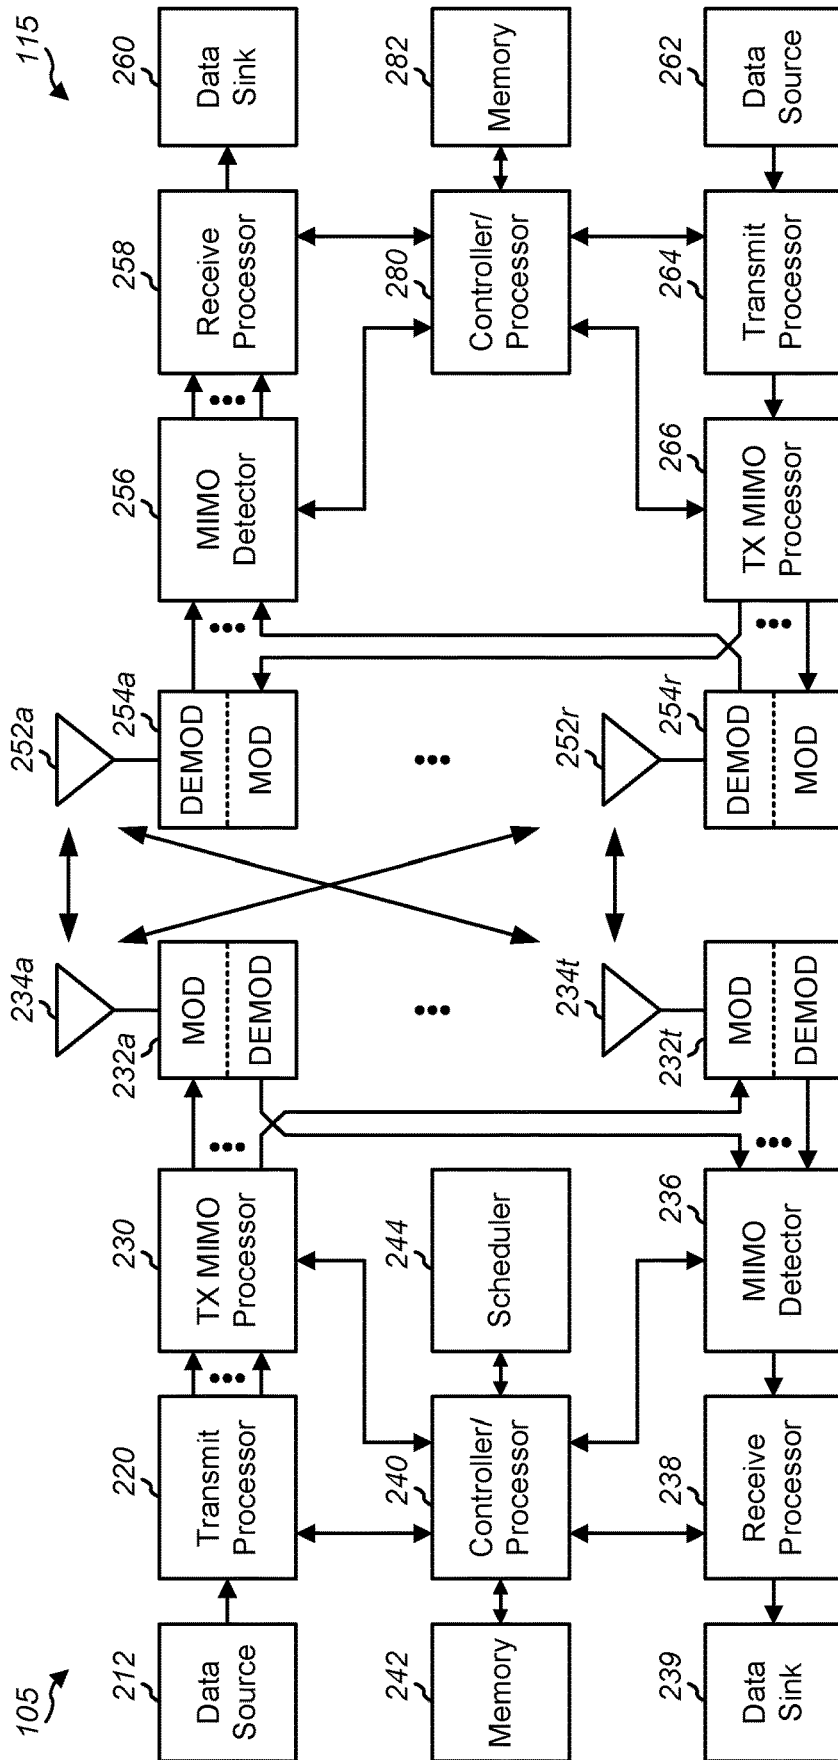 105
115
212
220
230
232a
234a
252a
254a
256
258
260
Data
Source
Transmit
Processor
TX MIMO
Processor
MOD
DEMOD
DEMOD
MOD
MIMO
Detector
Receive
Processor
Data
Sink
242
240
244
280
282
Memory
Controller/
Processor
Scheduler
Controller/
Processor
Memory
239
238
236
232t
234t
252r
254r
266
264
262
Data
Sink
Receive
Processor
MIMO
Detector
MOD
DEMOD
DEMOD
MOD
TX MIMO
Processor
Transmit
Processor
Data
Source